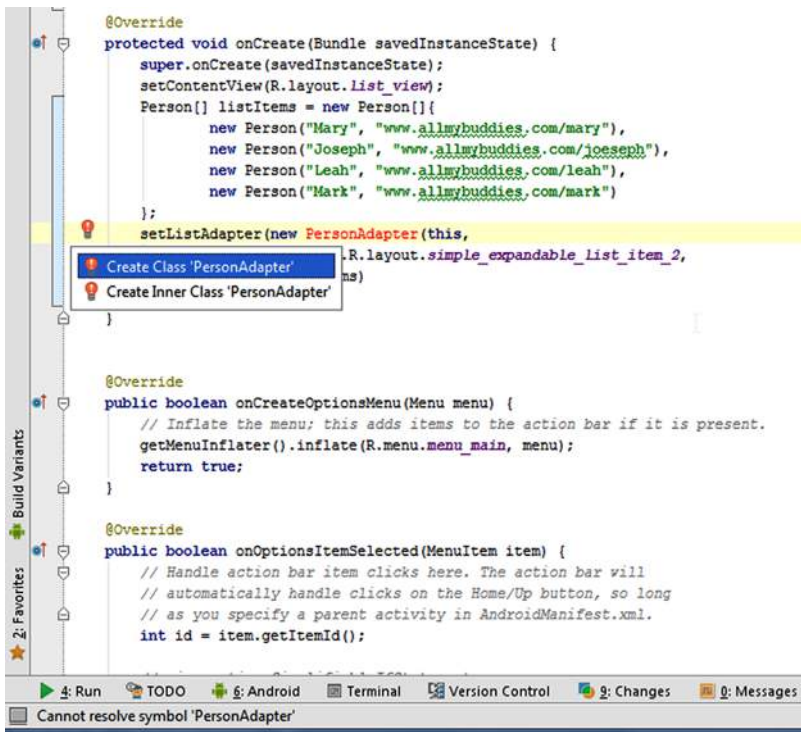 @Override
protected void onCreate(Bundle savedInstanceState) {
super.onCreate(savedInstanceState);
setContentView(R.layout.list_view);
Person[] listItems = new Person[]{
new Person("Mary", "www.allmybuddies.com/mary"),
new Person("Joseph", "www.allmybuddies.com/joeseph"),
new Person("Leah", "www.allmybuddies.com/leah"),
new Person("Mark", "www.allmybuddies.com/mark")
};
setListAdapter(new PersonAdapter(this,
.R.layout.simple_expandable_list_item_2,
Create Class 'PersonAdapter'
ms)
Create Inner Class 'PersonAdapter'
}
@Override
public boolean onCreateOptionsMenu(Menu menu) {
// Inflate the menu; this adds items to the action bar if it is present.
getMenuInflater().inflate(R.menu.menu_main, menu);
return true;
}
@Override
public boolean onOptionsItemSelected(MenuItem item) {
// Handle action bar item clicks here. The action bar will
// automatically handle clicks on the Home/Up button, so long
// as you specify a parent activity in AndroidManifest.xml.
int id = item.getItemId();
Build Variants
2: Favorites
4: Run TODO 6: Android Terminal Version Control 9: Changes 0: Messages
Cannot resolve symbol 'PersonAdapter'